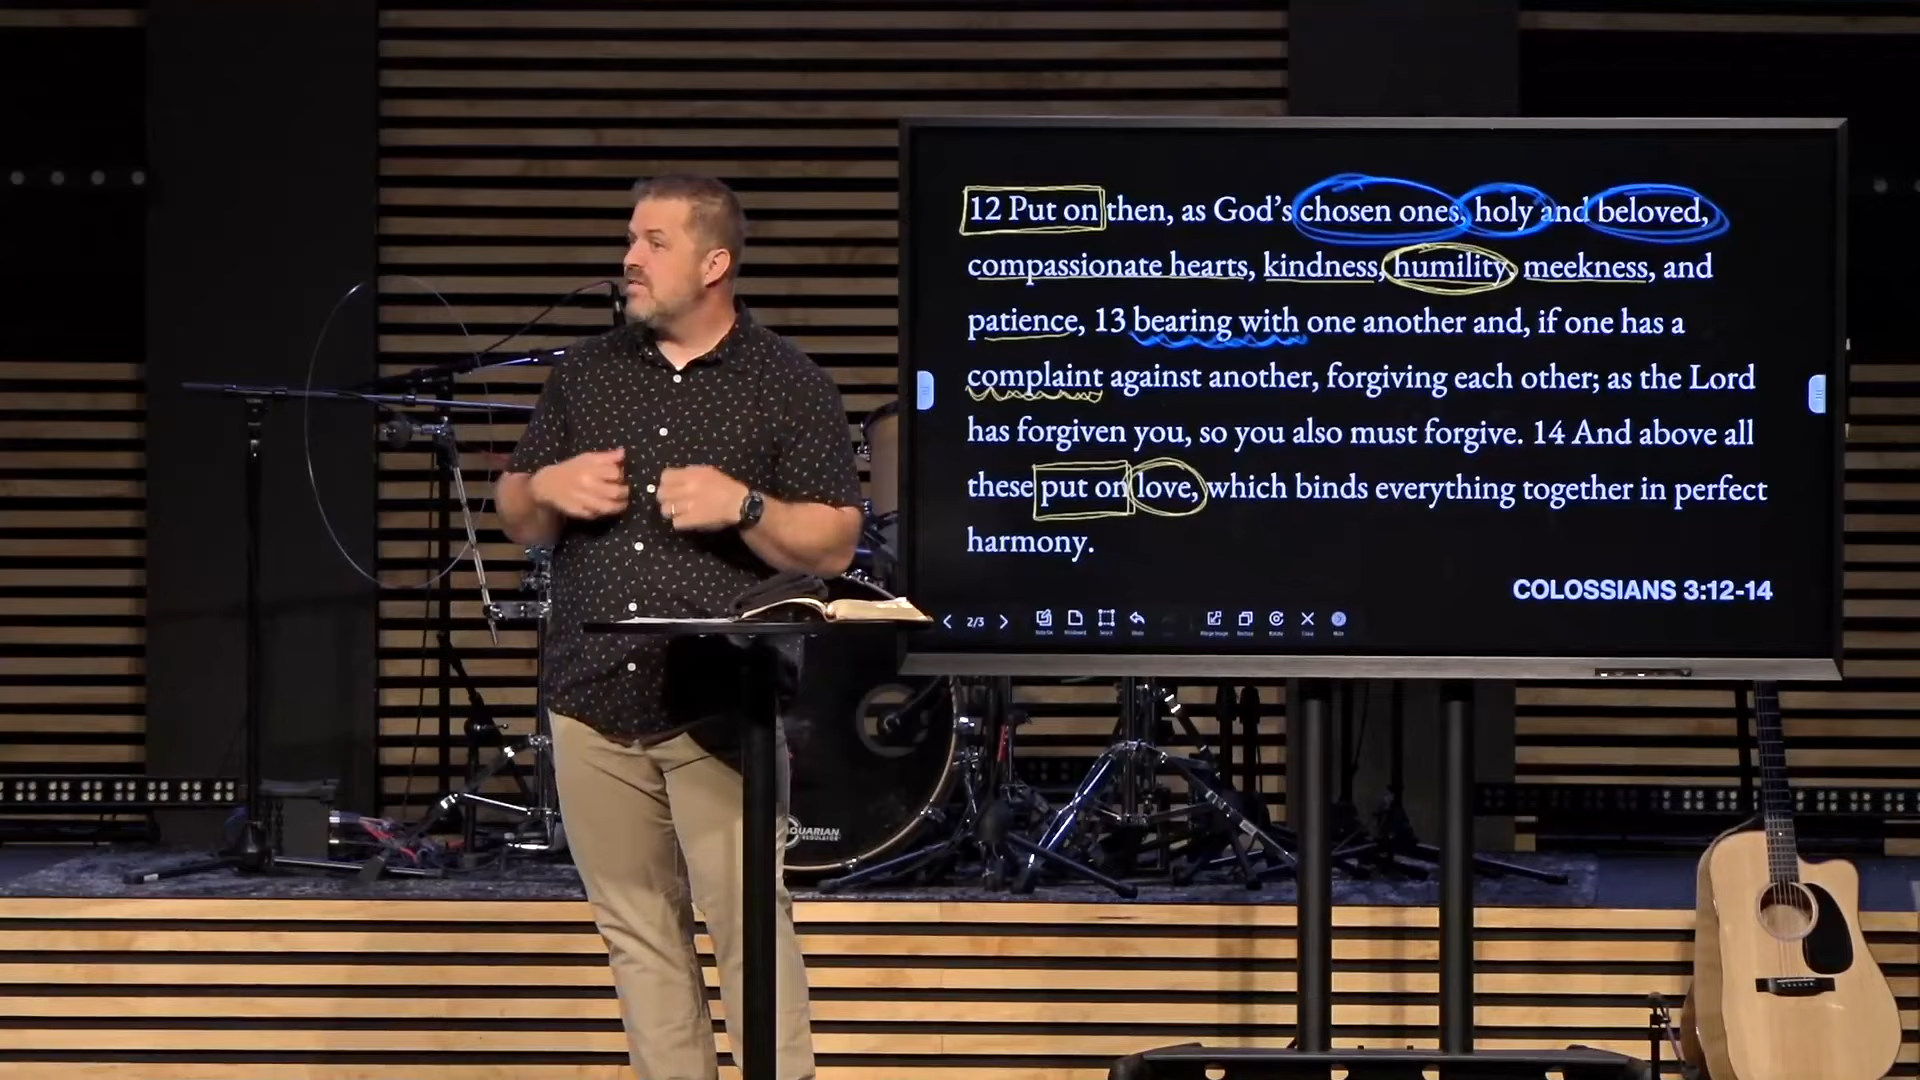 12 Put on then, as God’s chosen ones, holy and beloved,
compassionate hearts, kindness, humility, meekness, and
patience, 13 bearing with one another and, if one has a
complaint against another, forgiving each other; as the Lord
has forgiven you, so you also must forgive. 14 And above all
these put on love, which binds everything together in perfect
harmony.
COLOSSIANS 3:12-14
2/3
QUARIAN
REGULATOR